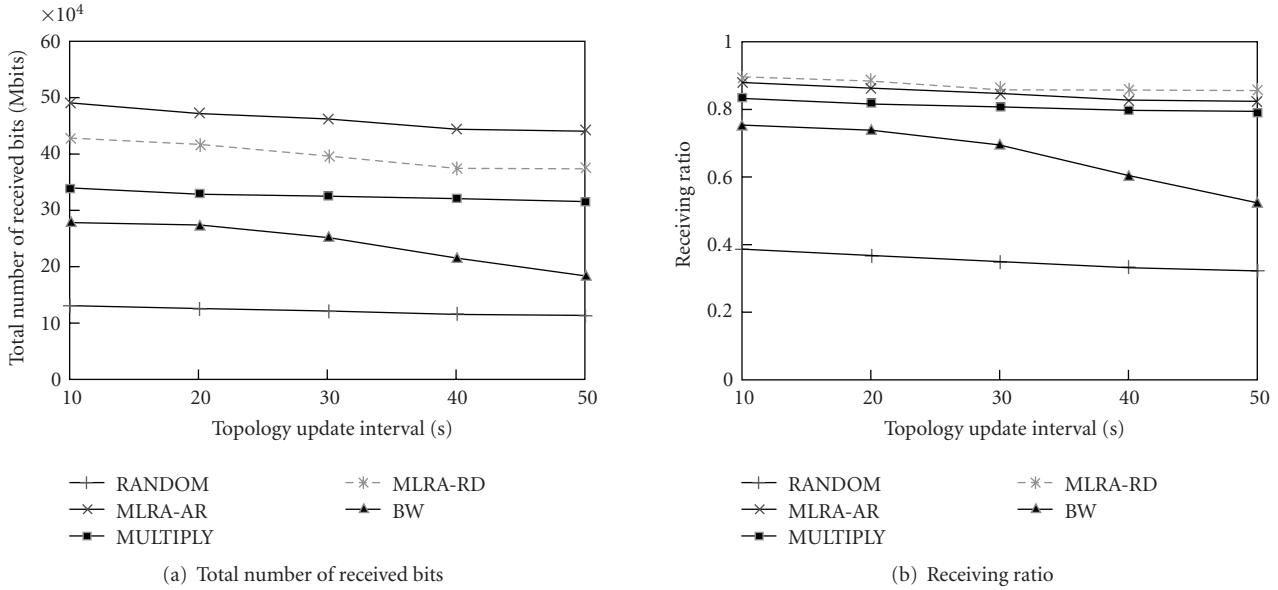 ×10⁴
60
50
40
30
20
10
0
Total number of received bits (Mbits)
10 20 30 40 50
Topology update interval (s)
RANDOM
MLRA-AR
MULTIPLY
MLRA-RD
BW
(a) Total number of received bits
1
0.8
0.6
0.4
0.2
0
Receiving ratio
10 20 30 40 50
Topology update interval (s)
RANDOM
MLRA-AR
MULTIPLY
MLRA-RD
BW
(b) Receiving ratio